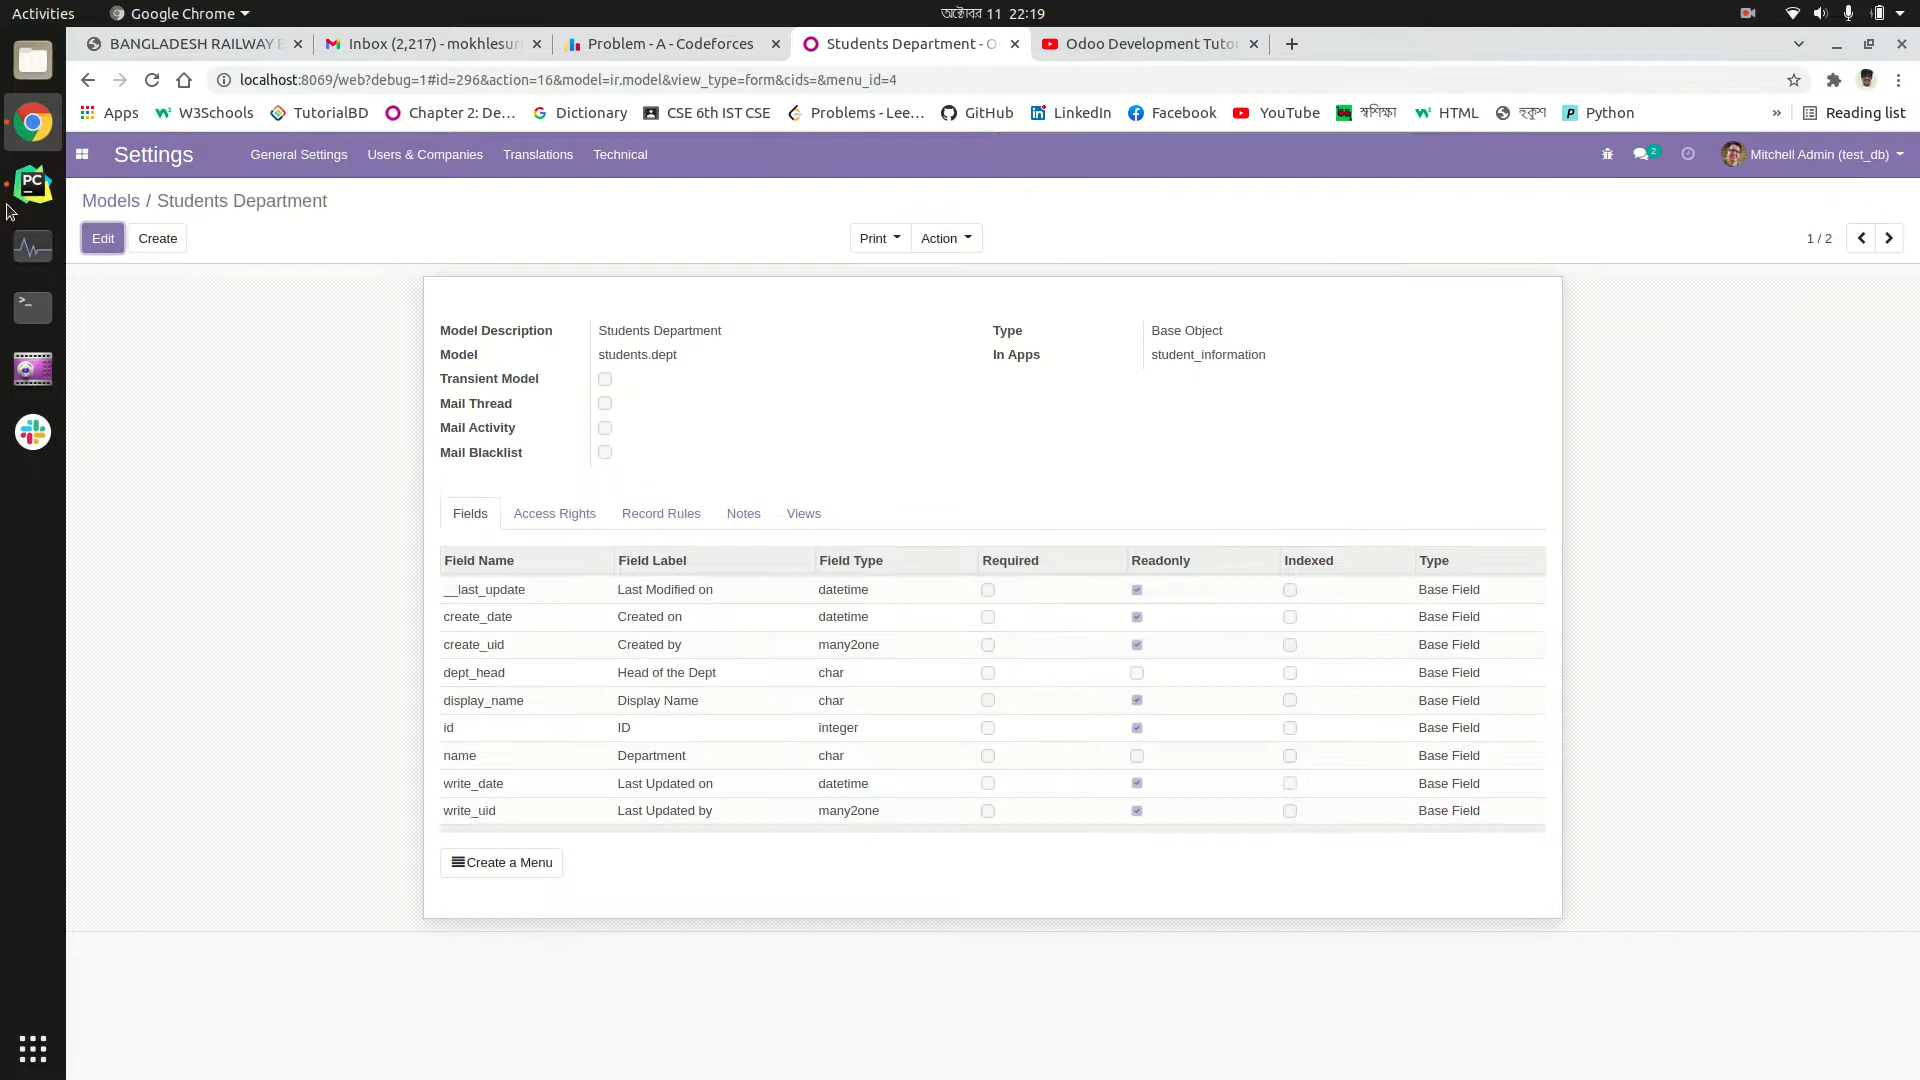 Activities Google Chrome অক্টোবর 11 22:19
BANGLADESH RAILWAY E Inbox (2,217) - mokhlesur Problem - A - Codeforces Students Department - O Odoo Development Tutor
localhost:8069/web?debug=1#id=296&action=16&model=ir.model&view_type=form&cids=&menu_id=4
Apps W3Schools TutorialBD Chapter 2: De... Dictionary CSE 6th IST CSE Problems - Lee... GitHub LinkedIn Facebook YouTube স্বশিক্ষা HTML হুকুশ Python » Reading list
Settings General Settings Users & Companies Translations Technical 2 Mitchell Admin (test_db)
Models / Students Department
Edit Create Print Action 1 / 2
Model Description Students Department Type Base Object
Model students.dept In Apps student_information
Transient Model
Mail Thread
Mail Activity
Mail Blacklist
Fields Access Rights Record Rules Notes Views
Field Name Field Label Field Type Required Readonly Indexed Type
__last_update Last Modified on datetime Base Field
create_date Created on datetime Base Field
create_uid Created by many2one Base Field
dept_head Head of the Dept char Base Field
display_name Display Name char Base Field
id ID integer Base Field
name Department char Base Field
write_date Last Updated on datetime Base Field
write_uid Last Updated by many2one Base Field
Create a Menu